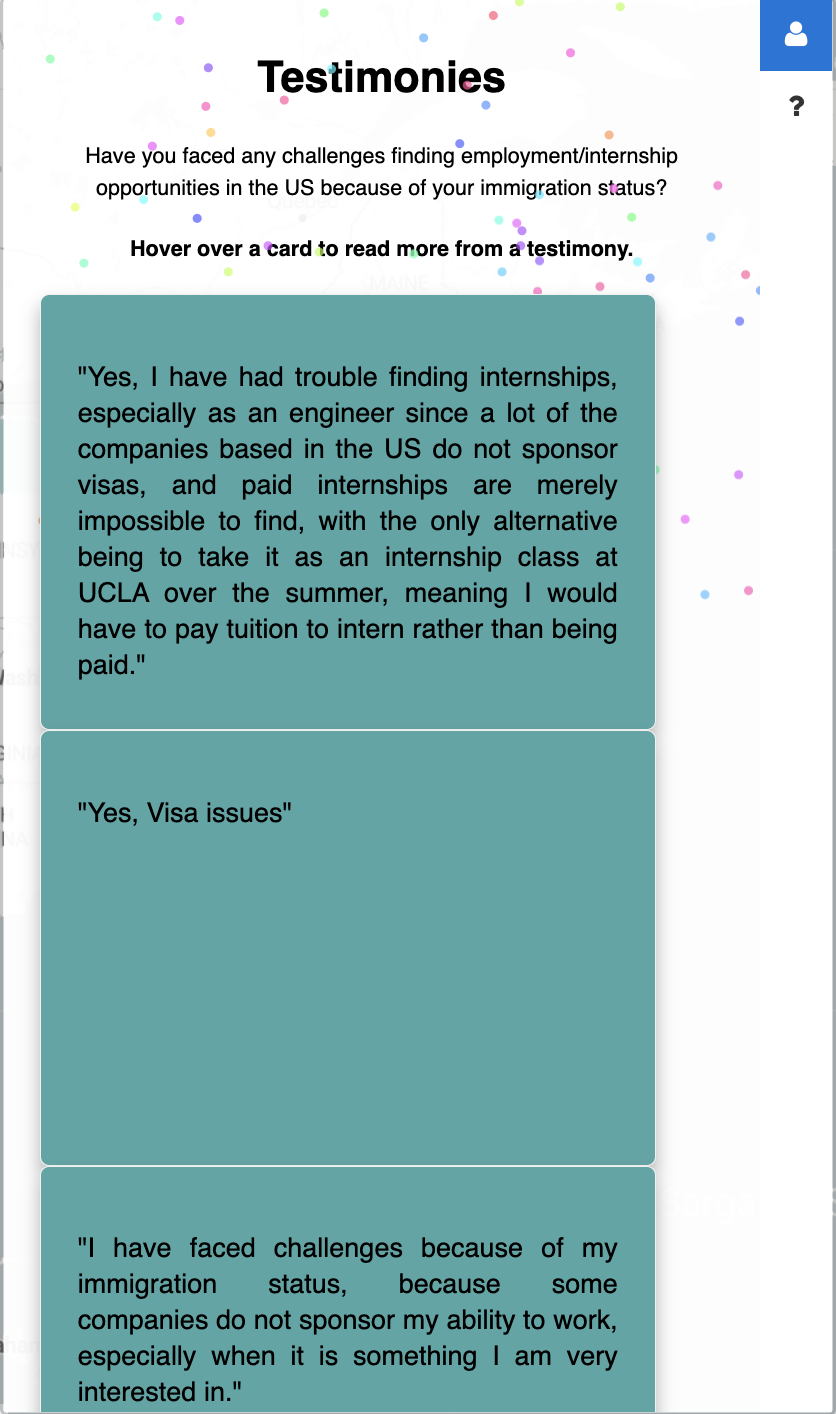 Testimonies
?
Have you faced any challenges finding employment/internship
opportunities in the US because of your immigration status?
Hover over a card to read more from a testimony.
MAINE
"Yes, I have had trouble finding internships,
especially as an engineer since a lot of the
companies based in the US do not sponsor
visas, and paid internships are merely
impossible to find, with the only alternative
being to take it as an internship class at
UCLA over the summer, meaning I would
have to pay tuition to intern rather than being
paid."
"Yes, Visa issues"
"I have faced challenges because of my
immigration status, because some
companies do not sponsor my ability to work,
especially when it is something I am very
interested in."